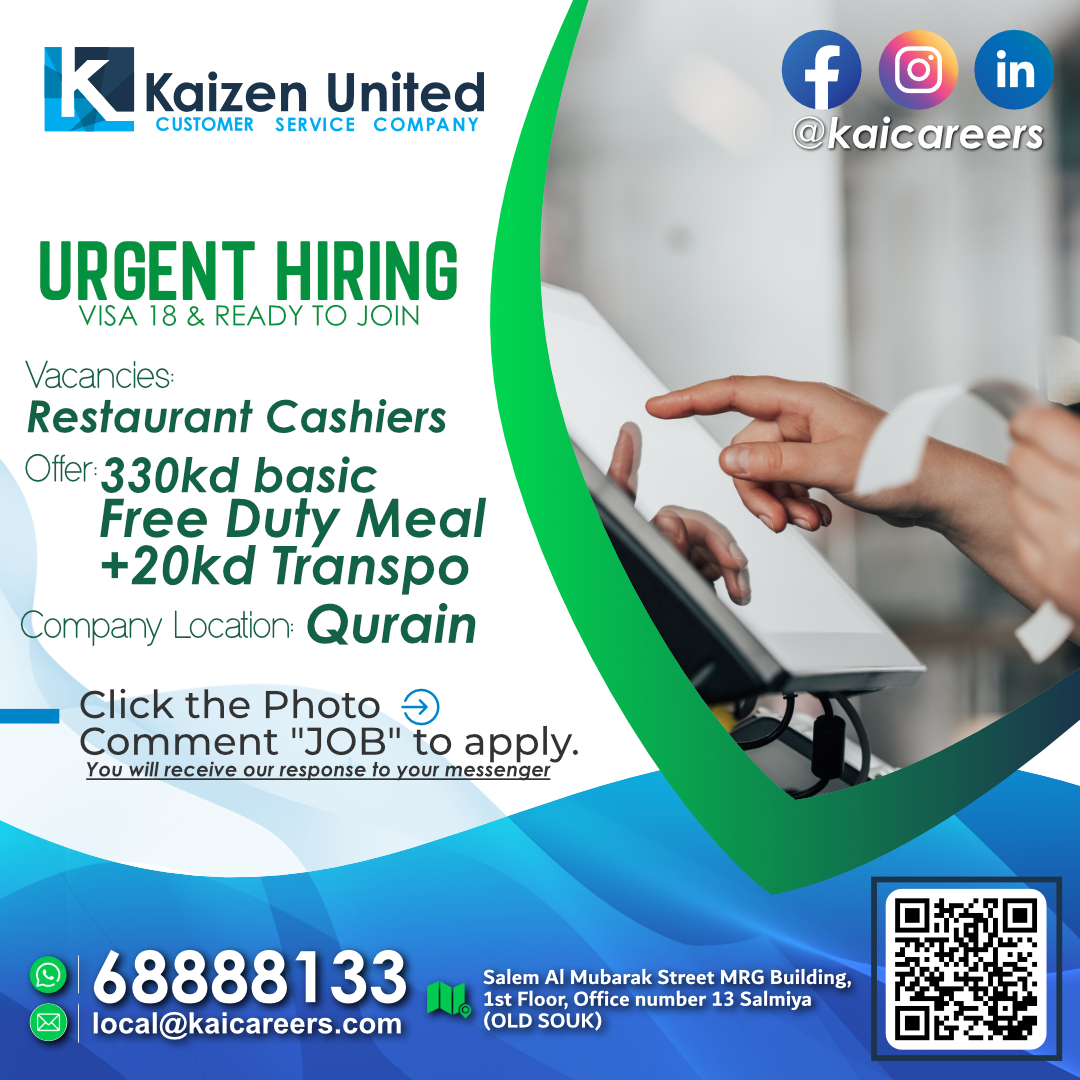 Kaizen United
CUSTOMER SERVICE COMPANY
@kaicareers
URGENT HIRING
VISA 18 & READY TO JOIN
Vacancies:
Restaurant Cashiers
Offer: 330kd basic
Free Duty Meal
+20kd Transpo
Company Location: Qurain
Click the Photo
Comment "JOB" to apply.
You will receive our response to your messenger
68888133
local@kaicareers.com
Salem Al Mubarak Street MRG Building,
1st Floor, Office number 13 Salmiya
(OLD SOUK)